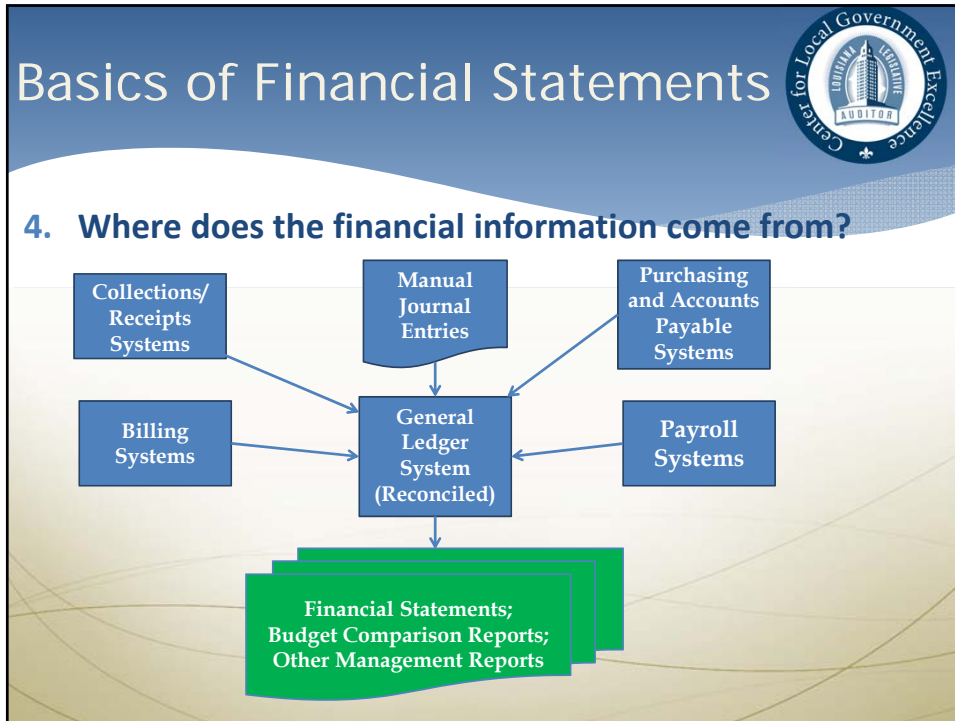 Basics of Financial Statements
Center for Local Government Excellence
LOUISIANA LEGISLATIVE
AUDITOR
4. Where does the financial information come from?
Collections/
Receipts
Systems
Manual
Journal
Entries
Purchasing
and Accounts
Payable
Systems
Billing
Systems
General
Ledger
System
(Reconciled)
Payroll
Systems
Financial Statements;
Budget Comparison Reports;
Other Management Reports